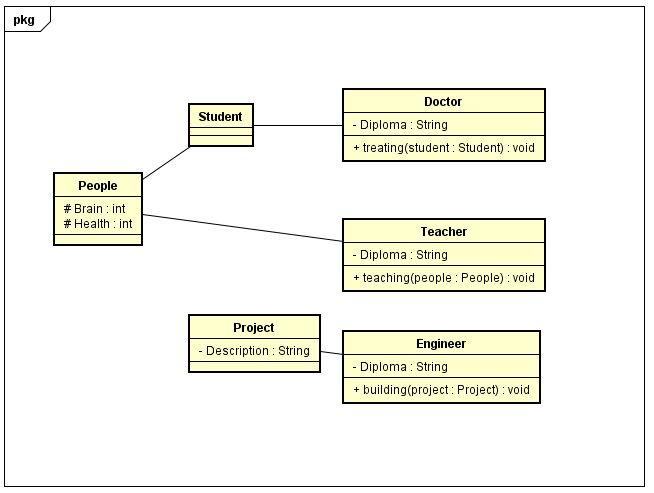 pkg
Student
Doctor
- Diploma : String
+ treating(student : Student) : void
People
# Brain : int
# Health : int
Teacher
- Diploma : String
+ teaching(people : People) : void
Project
- Description : String
Engineer
- Diploma : String
+ building(project : Project) : void